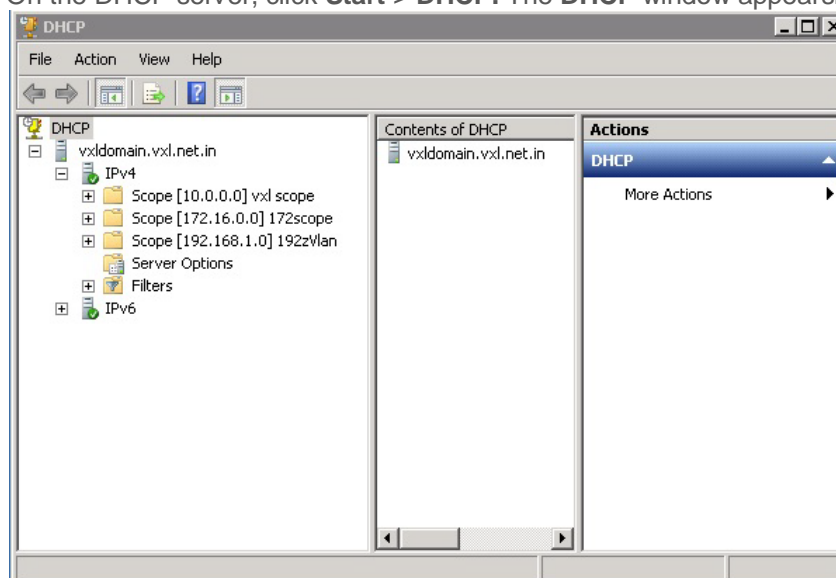 On the DHCP server, click Start > DHCP. The DHCP window appears.
DHCP
File Action View Help
DHCP
vxldomain.vxl.net.in
IPv4
Scope [10.0.0.0] vxl scope
Scope [172.16.0.0] 172scope
Scope [192.168.1.0] 192zVlan
Server Options
Filters
IPv6
Contents of DHCP
vxldomain.vxl.net.in
Actions
DHCP
More Actions